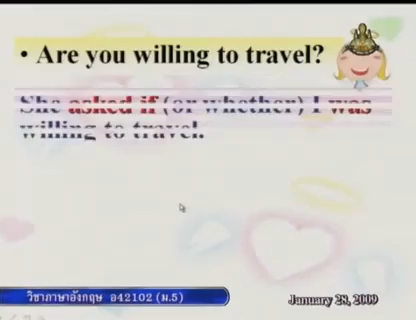 • Are you willing to travel?
She asked if (or whether) I was
willing to travel.
วิชาภาษาอังกฤษ อ42102 (ม.5)
January 28, 2009